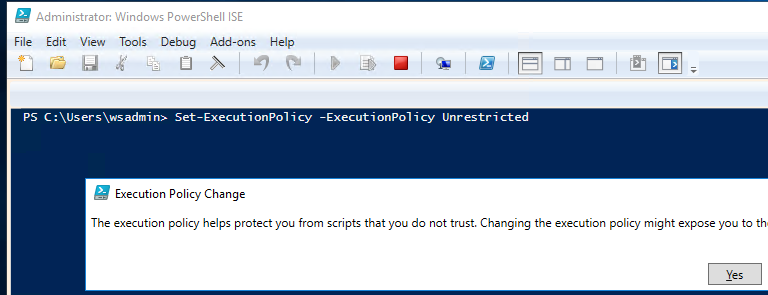 Administrator: Windows PowerShell ISE
File Edit View Tools Debug Add-ons Help
PS C:\Users\wsadmin> Set-ExecutionPolicy -ExecutionPolicy Unrestricted
Execution Policy Change
The execution policy helps protect you from scripts that you do not trust. Changing the execution policy might expose you to the
Yes